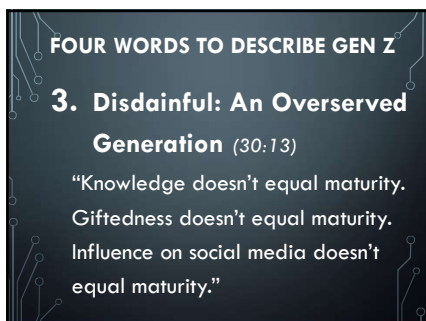 FOUR WORDS TO DESCRIBE GEN Z
3. Disdainful: An Overserved
Generation (30:13)
“Knowledge doesn’t equal maturity.
Giftedness doesn’t equal maturity.
Influence on social media doesn’t
equal maturity.”